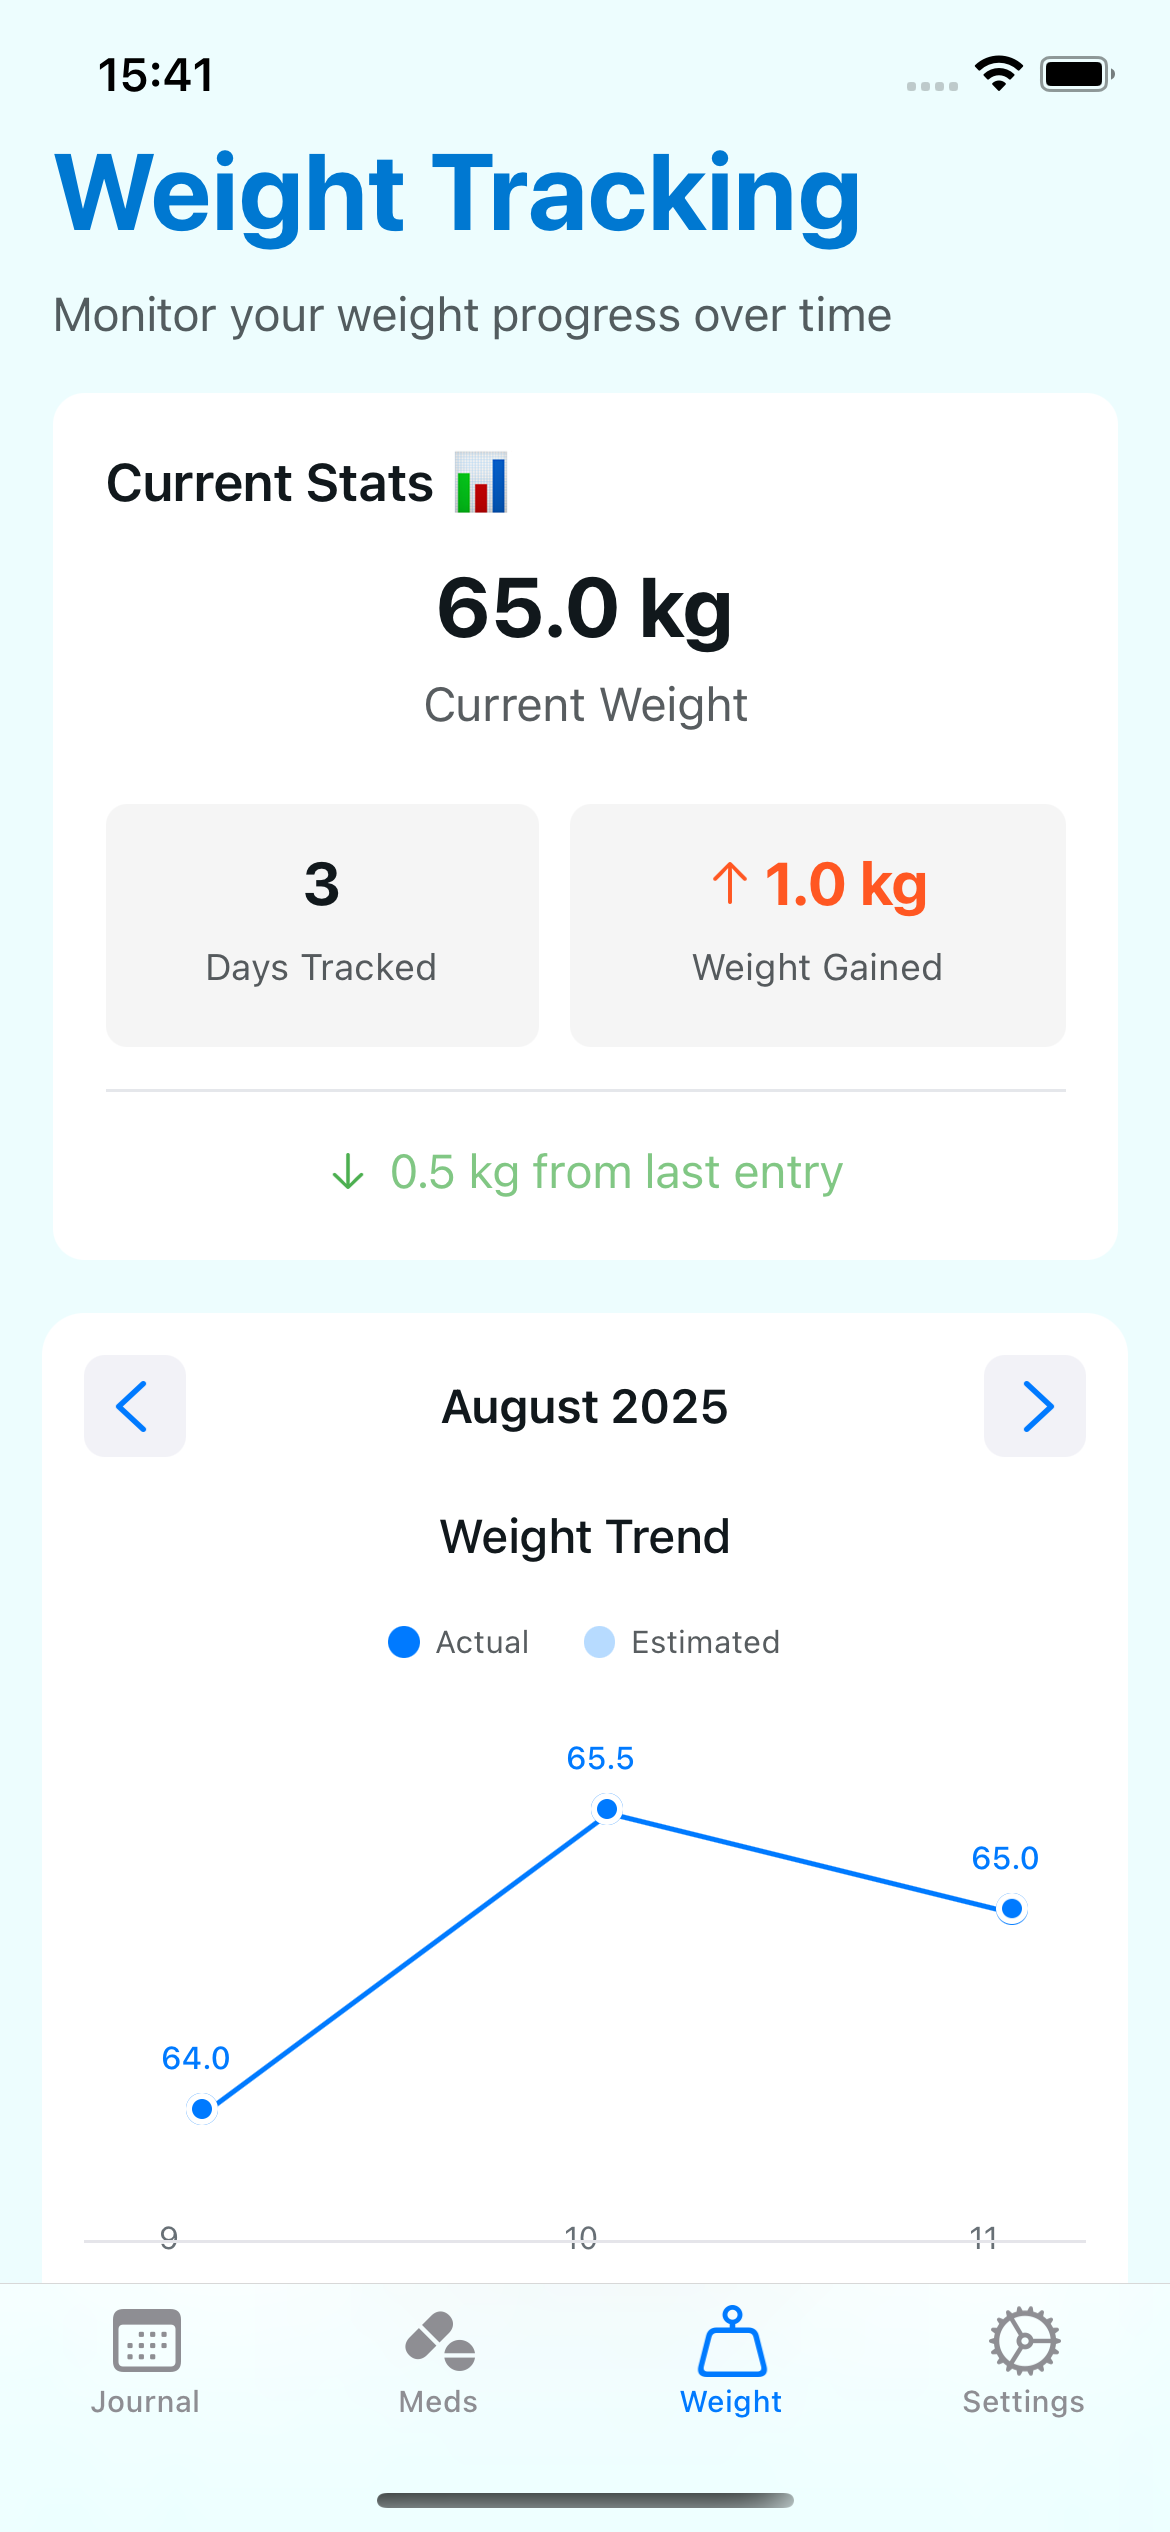 15:41
Weight Tracking
Monitor your weight progress over time
Current Stats 📊
65.0 kg
Current Weight
3
Days Tracked
↑ 1.0 kg
Weight Gained
↓ 0.5 kg from last entry
August 2025
Weight Trend
Actual
Estimated
65.5
65.0
64.0
9 10 11
Journal Meds Weight Settings